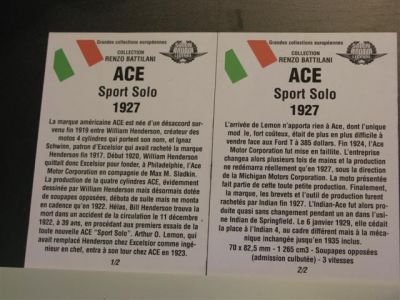 Grandes collections européennes
COLLECTION
RENZO BATTILANI
ACE
Sport Solo
1927
La marque américaine ACE est née d'un désaccord sur-
venu fin 1919 entre William Henderson, créateur des
motos 4 cylindres qui portent son nom, et Ignaz
Schwinn, patron d'Excelsior qui avait racheté la marque
Henderson fin 1917. Début 1920, William Henderson
quittait donc Excelsior pour fonder, à Philadelphie, l'Ace
Motor Corporation en compagnie de Max M. Sladkin.
La production de la quatre cylindres ACE, évidemment
dessinée par William Henderson mais désormais dotée
de soupapes opposées, débuta de suite mais ne monta
en cadence qu'en 1922. Hélas, Bill Henderson trouva la
mort dans un accident de la circulation le 11 décembre
1922, à 39 ans, en procédant aux premiers essais de la
toute nouvelle ACE "Sport Solo". Arthur O. Lemon, qui
avait remplacé Henderson chez Excelsior comme ingé-
nieur en chef, entra à son tour chez ACE en 1923.
1/2
Grandes collections européennes
COLLECTION
RENZO BATTILANI
ACE
Sport Solo
1927
L'arrivée de Lemon n'apporta rien à Ace, dont l'unique
mod le, fort coûteux, était de plus en plus difficile à
vendre face aux Ford T à 385 dollars. Fin 1924, l'Ace
Motor Corporation fut mise en faillite. L'entreprise
changea alors plusieurs fois de mains et la production
ne redémarra réellement qu'en 1927, sous la direction
de la Michigan Motors Corporation. La moto présentée
fait partie de cette toute petite production. Finalement,
la marque, les brevets et l'outil de production furent
rachetés par Indian fin 1927. L'Indian-Ace fut alors pro-
duite quasi sans changement pendant un an dans l'usi-
ne Indian de Springfield. Le 6 janvier 1929, elle cédait
la place à l'Indian 4, au cadre différent mais à la méca-
nique inchangée jusqu'en 1935 inclus.
70 x 82,5 mm - 1 265 cm3 - Soupapes opposées
(admission culbutée) - 3 vitesses
2/2